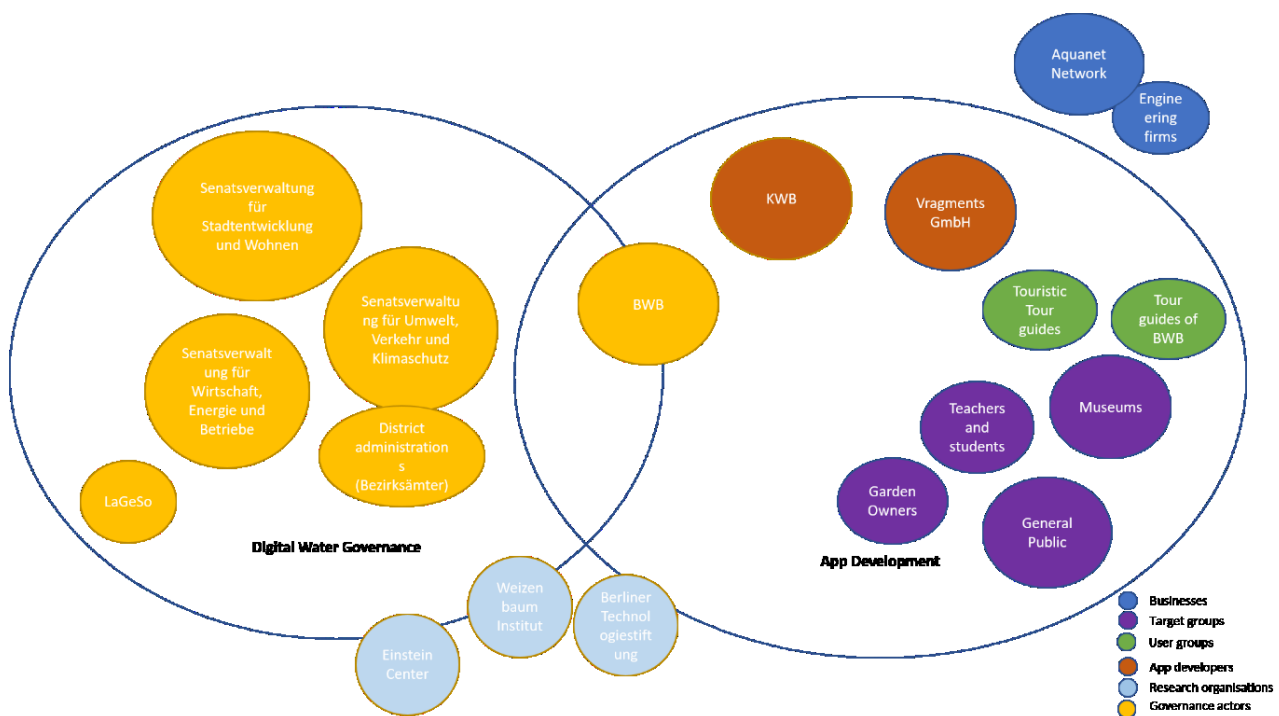 Aquanet
Network
Engine
ering
firms
Senatsverwaltung
für
Stadtentwicklung
und Wohnen
KWB
Vragments
GmbH
Senatsverwaltu
ng für Umwelt,
Verkehr und
Klimaschutz
BWB
Touristic
Tour
guides
Tour
guides of
BWB
Senatsverwalt
ung für
Wirtschaft,
Energie und
Betriebe
Teachers
and
students
Museums
District
administration
s
(Bezirksämter)
LaGeSo
Garden
Owners
General
Public
Digital Water Governance
App Development
Weizen
baum
Institut
Berliner
Technol
ogiestift
ung
Einstein
Center
Businesses
Target groups
User groups
App developers
Research organisations
Governance actors